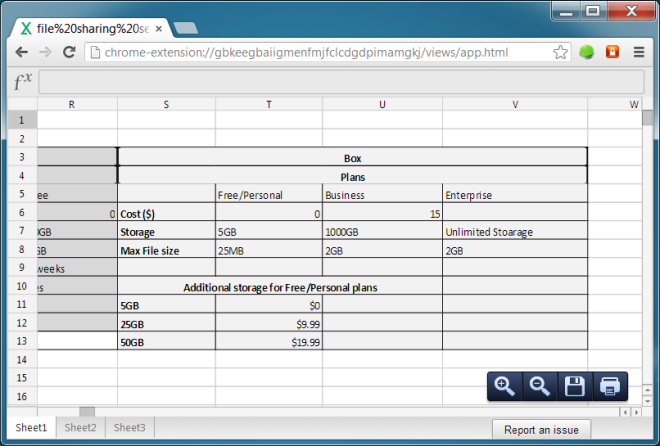 file%20sharing%20se
chrome-extension://gbkeegbaiigmenfmjfclcdgdpimamgkj/views/app.html
fx
R S T U V W
1
2
3 Box
4 Plans
5 ee Free/Personal Business Enterprise
6 0 Cost ($) 0 15
7 0GB Storage 5GB 1000GB Unlimited Stoarage
8 GB Max File size 25MB 2GB 2GB
9 weeks
10 s Additional storage for Free/Personal plans
11 5GB $0
12 25GB $9.99
13 50GB $19.99
14
15
16
Sheet1 Sheet2 Sheet3 Report an issue